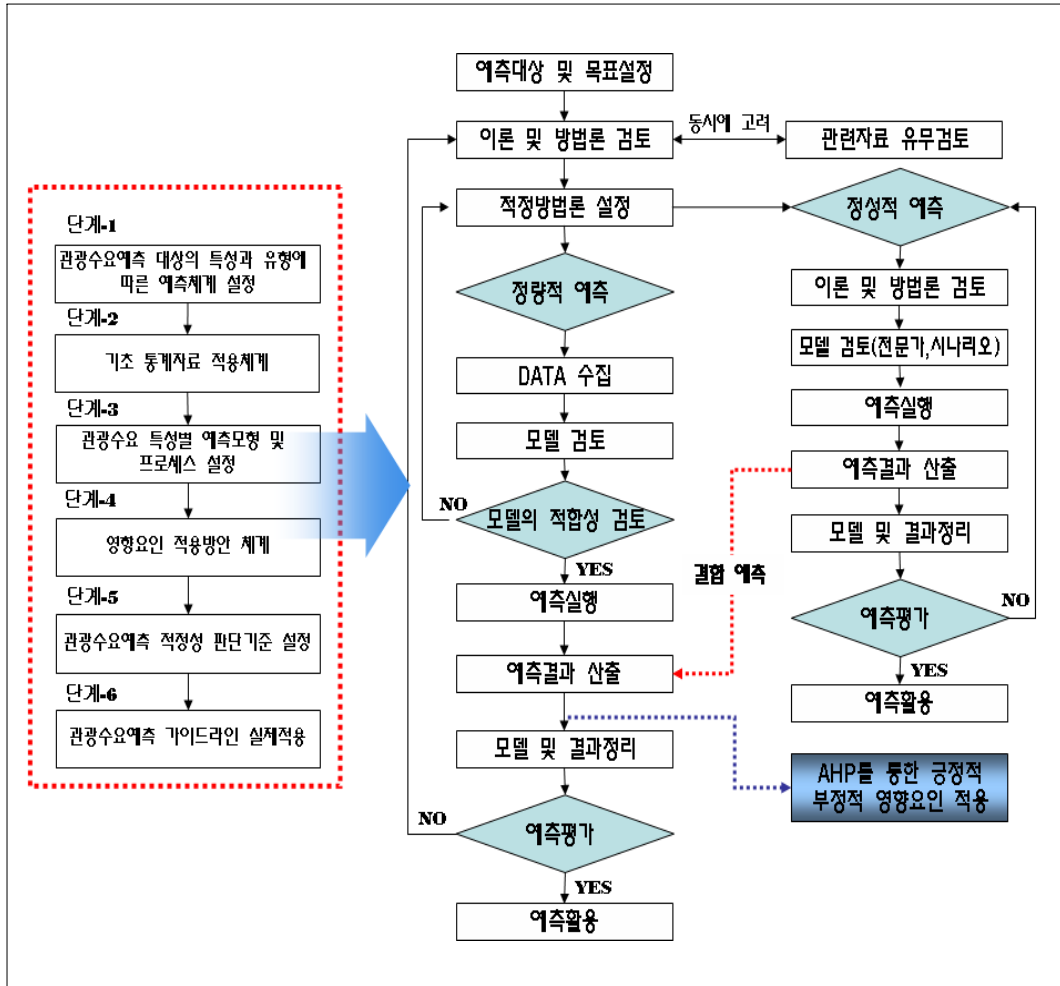 단계-1
관광수요예측 대상의 특성과 유형에
따른 예측체계 설정
단계-2
기초 통계자료 적용체계
단계-3
관광수요 특성별 예측모형 및
프로세스 설정
단계-4
영향요인 적용방안 체계
단계-5
관광수요예측 적정성 판단기준 설정
단계-6
관광수요예측 가이드라인 실제적용
예측대상 및 목표설정
이론 및 방법론 검토
동시에 고려
관련자료 유무검토
적정방법론 설정
정량적 예측
DATA 수집
모델 검토
NO
모델의 적합성 검토
YES
예측실행
예측결과 산출
모델 및 결과정리
NO
예측평가
YES
예측활용
정성적 예측
이론 및 방법론 검토
모델 검토(전문가,시나리오)
예측실행
예측결과 산출
결합 예측
모델 및 결과정리
NO
예측평가
YES
예측활용
AHP를 통한 긍정적
부정적 영향요인 적용